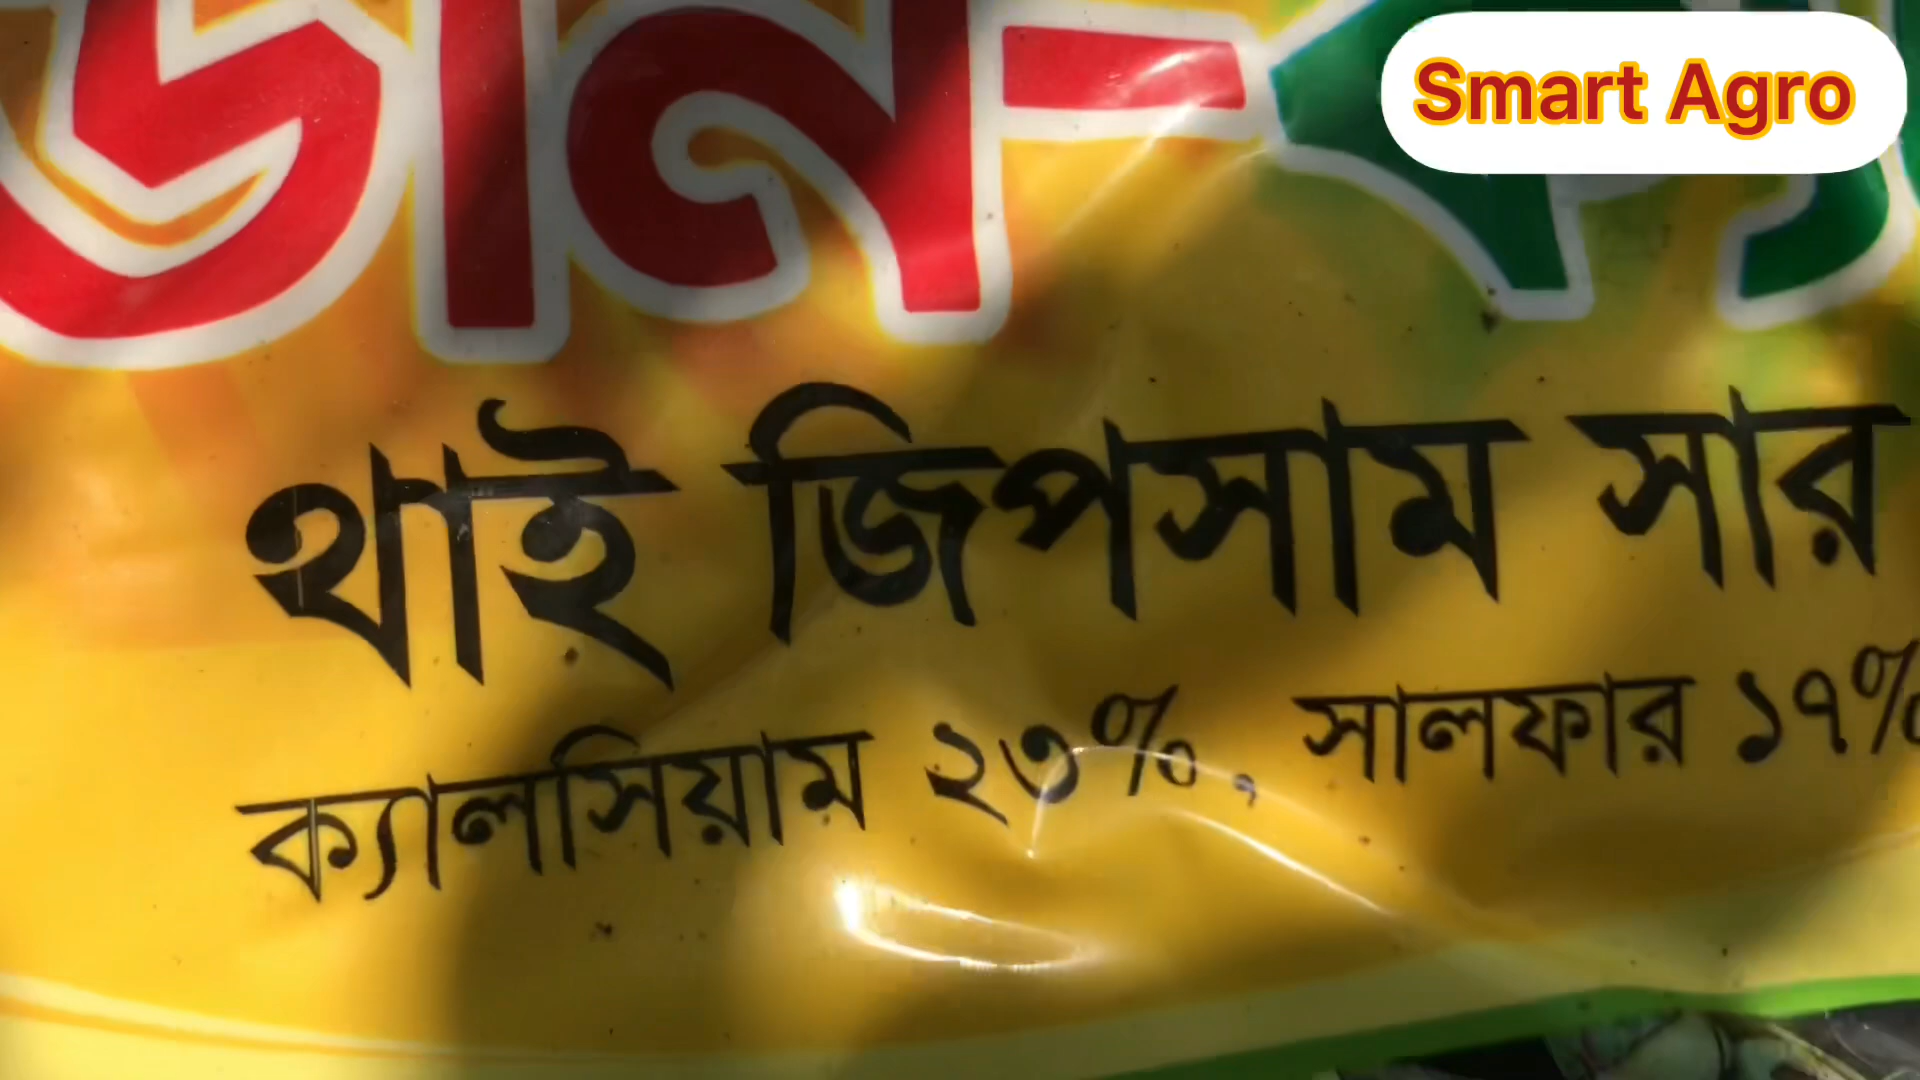 Smart Agro
থাই জিপসাম সার
ক্যালসিয়াম ২৩%, সালফার ১৭%